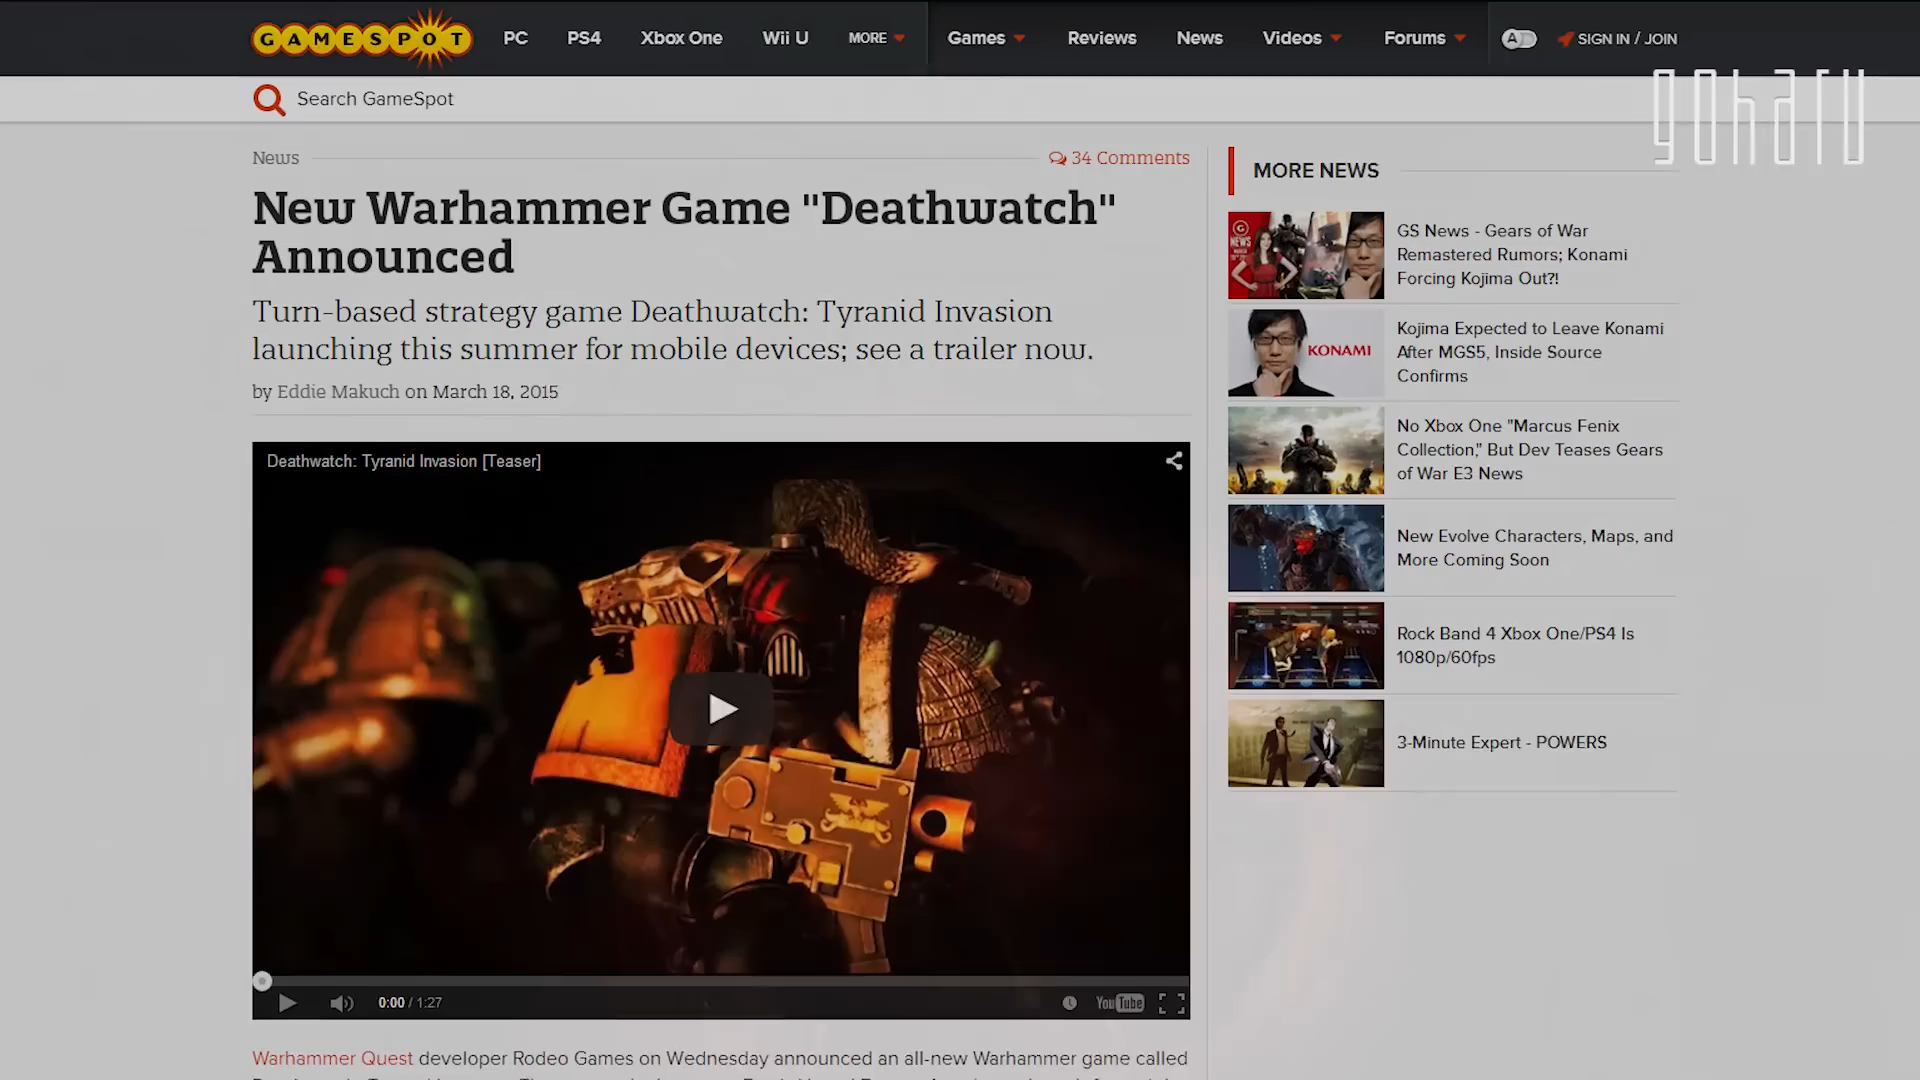 GAMESPOT
PC
PS4
Xbox One
Wii U
MORE
Games
Reviews
News
Videos
Forums
SIGN IN / JOIN
Search GameSpot
goharu
News
34 Comments
New Warhammer Game "Deathwatch"
Announced
Turn-based strategy game Deathwatch: Tyranid Invasion
launching this summer for mobile devices; see a trailer now.
by Eddie Makuch on March 18, 2015
Deathwatch: Tyranid Invasion [Teaser]
0:00 / 1:27
YouTube
Warhammer Quest developer Rodeo Games on Wednesday announced an all-new Warhammer game called
MORE NEWS
GS News - Gears of War
Remastered Rumors; Konami
Forcing Kojima Out?!
KONAMI
Kojima Expected to Leave Konami
After MGS5, Inside Source
Confirms
No Xbox One "Marcus Fenix
Collection," But Dev Teases Gears
of War E3 News
New Evolve Characters, Maps, and
More Coming Soon
Rock Band 4 Xbox One/PS4 Is
1080p/60fps
3-Minute Expert - POWERS